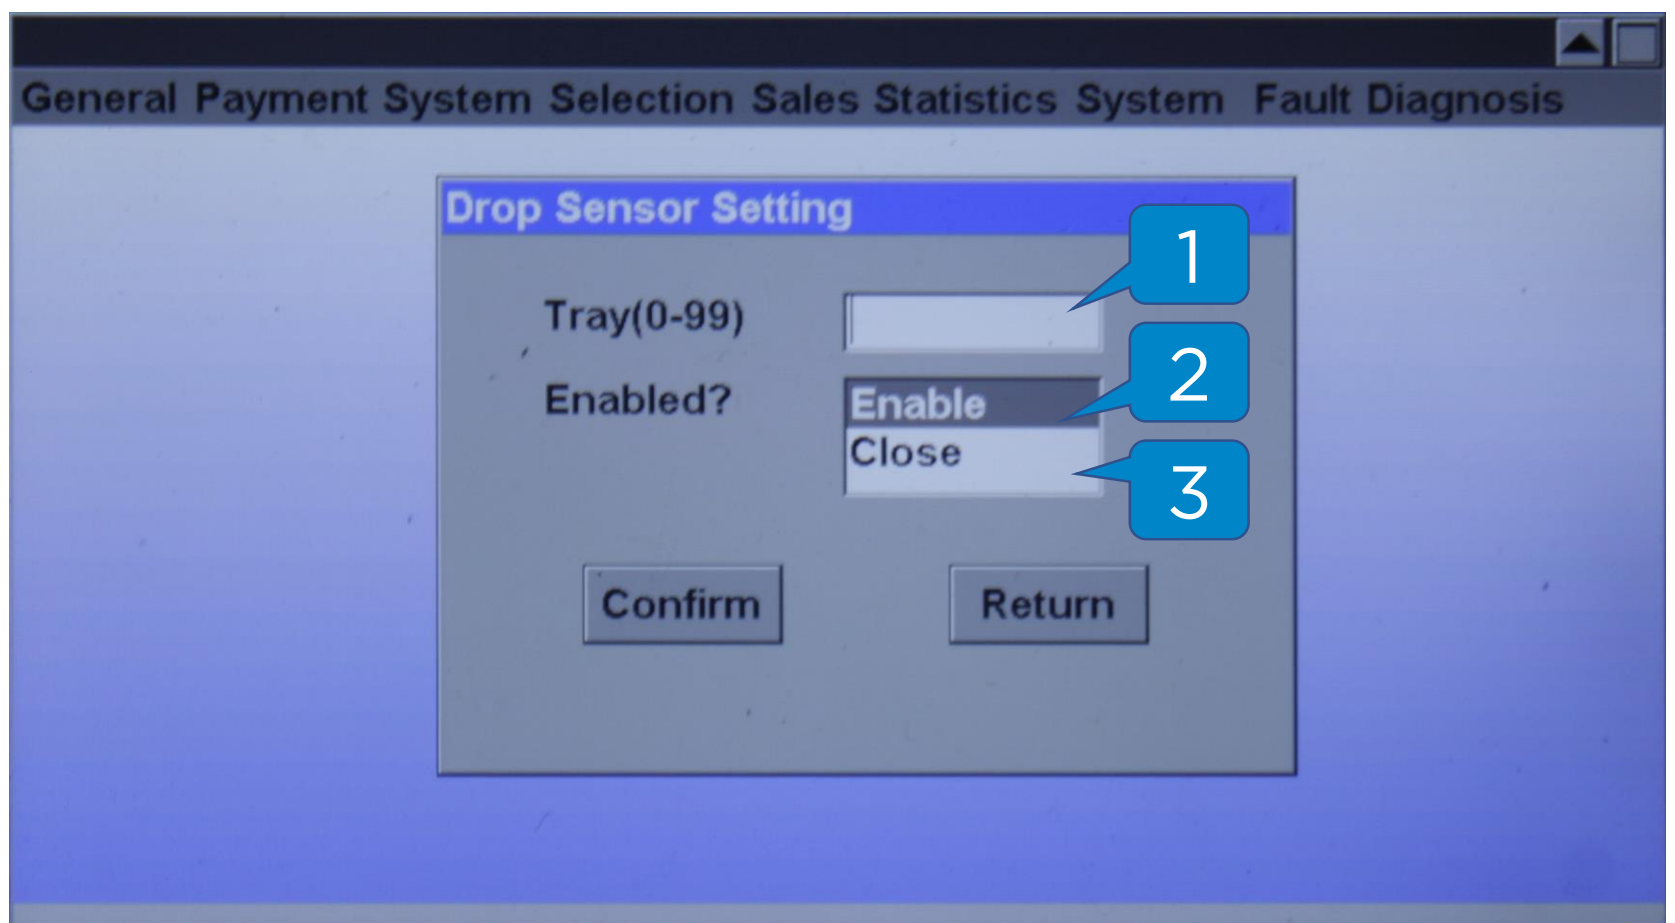 General Payment System Selection Sales Statistics System Fault Diagnosis
Drop Sensor Setting
1
Tray(0-99)
2
Enabled?
Enable
Close
3
Confirm
Return